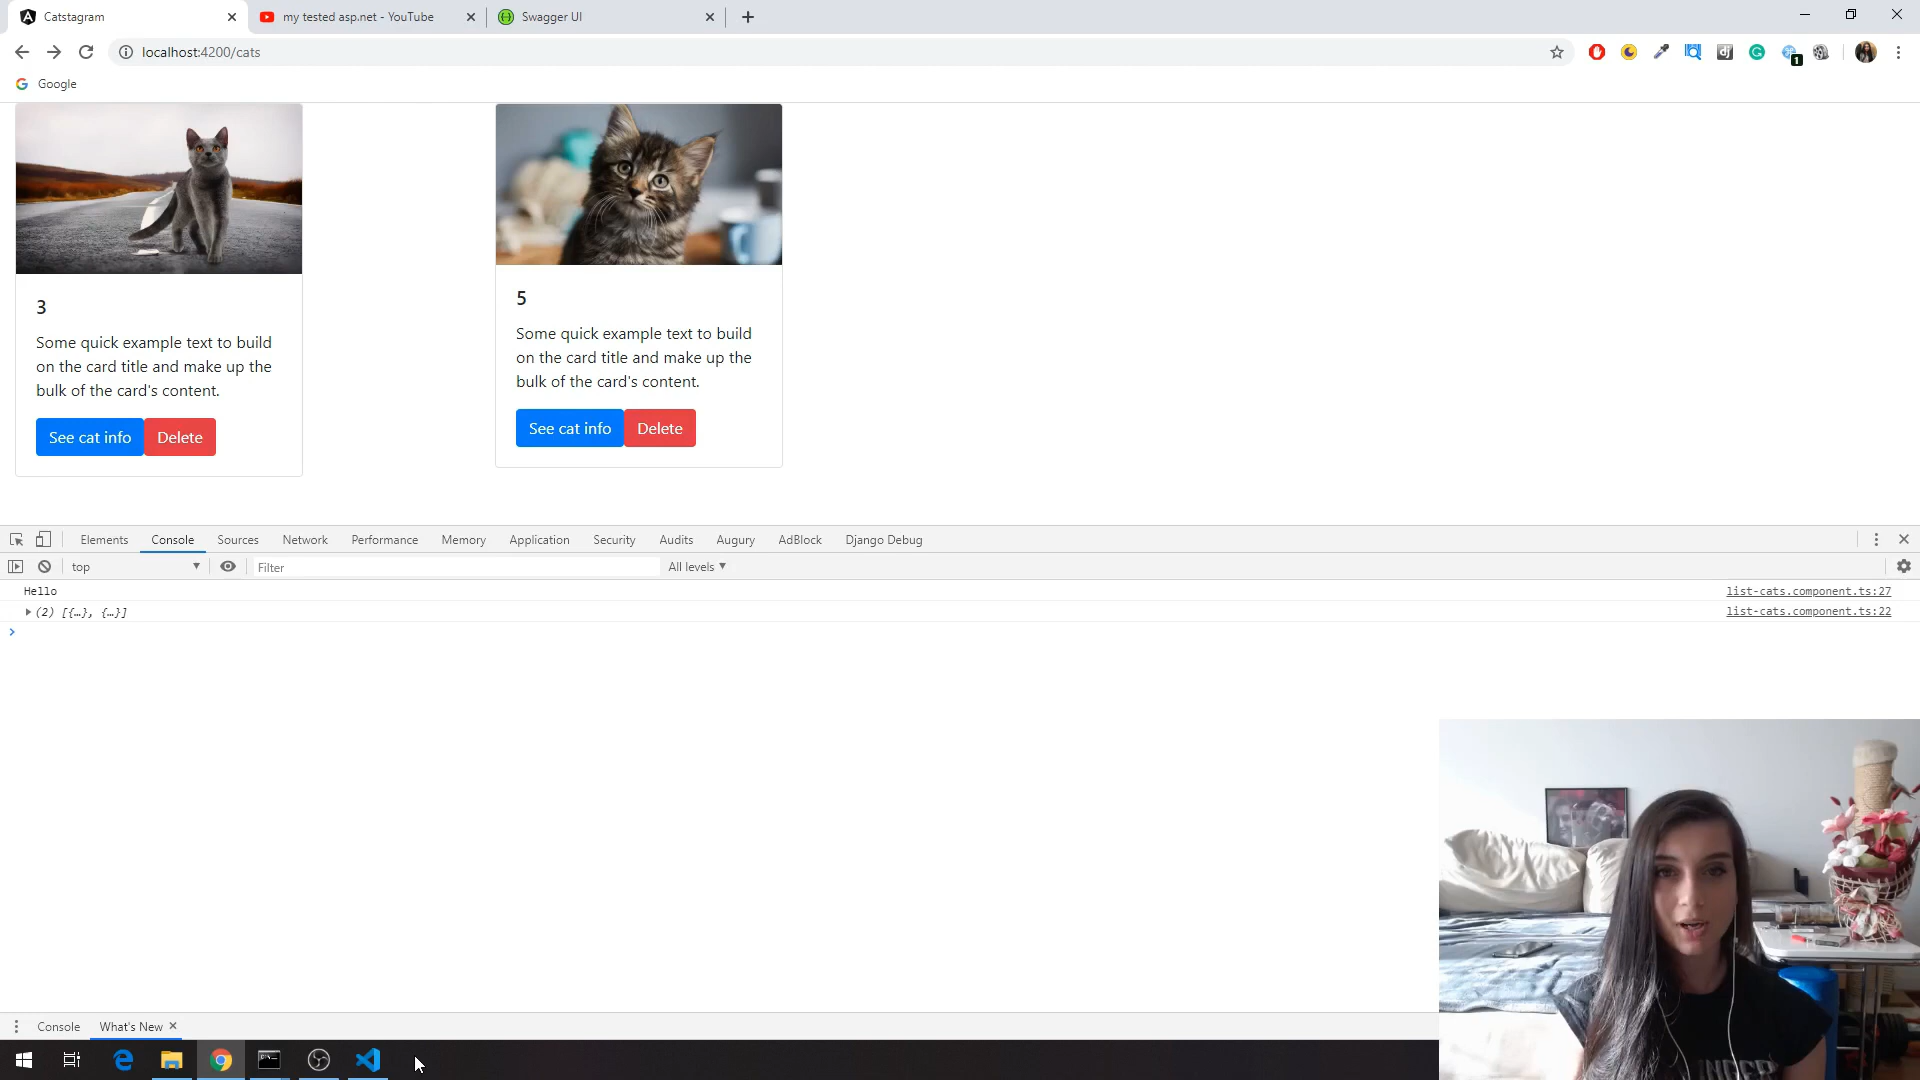 Catstagram
my tested asp.net - YouTube
Swagger UI
localhost:4200/cats
1
Google
3
Some quick example text to build
on the card title and make up the
bulk of the card's content.
See cat info
Delete
5
Some quick example text to build
on the card title and make up the
bulk of the card's content.
See cat info
Delete
Elements
Console
Sources
Network
Performance
Memory
Application
Security
Audits
Augury
AdBlock
Django Debug
top
Filter
All levels
Hello
list-cats.component.ts:27
(2) [{…}, {…}]
list-cats.component.ts:22
Console
What's New